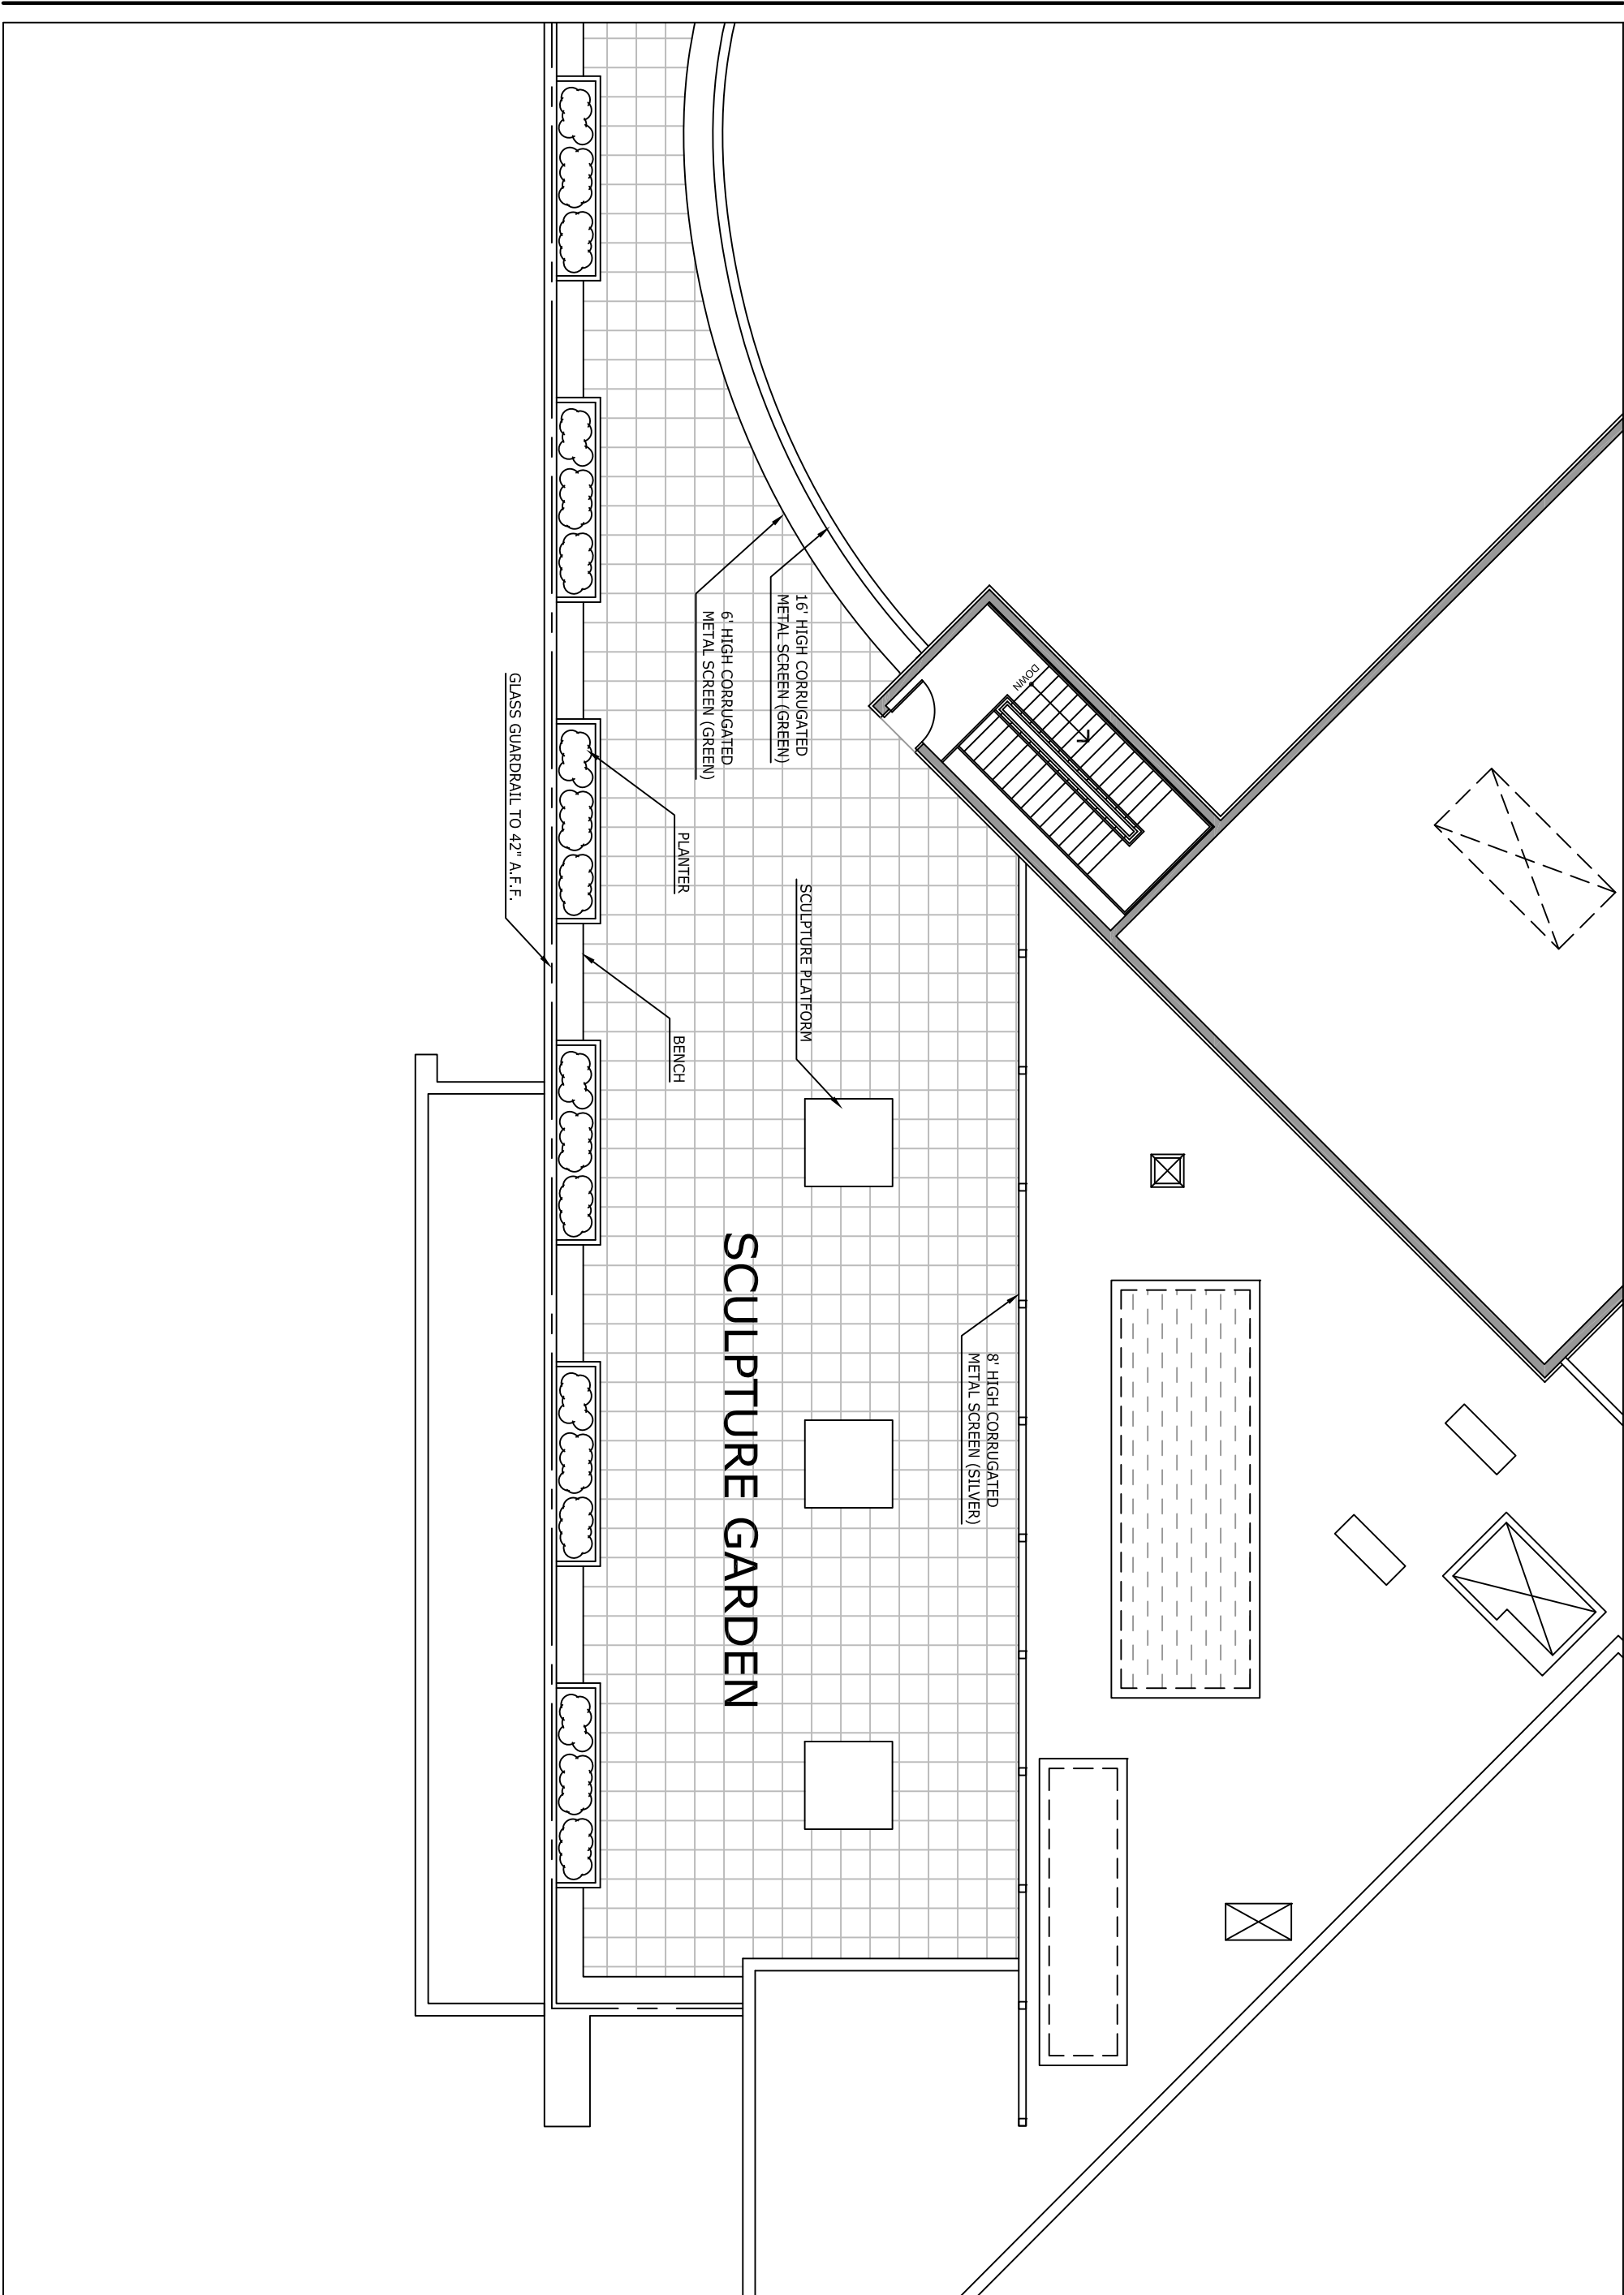 DOWN
16' HIGH CORRUGATED
METAL SCREEN (GREEN)
6' HIGH CORRUGATED
METAL SCREEN (GREEN)
GLASS GUARDRAIL TO 42" A.F.F.
PLANTER
SCULPTURE PLATFORM
BENCH
8' HIGH CORRUGATED
METAL SCREEN (SILVER)
SCULPTURE GARDEN